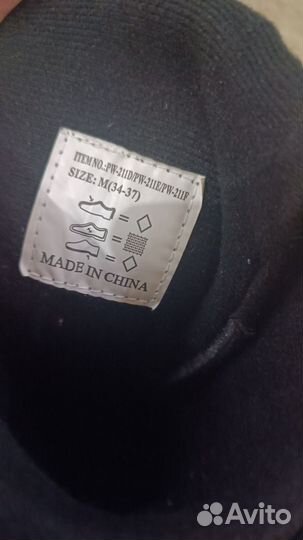 ITEM NO.:PW-211D/PW-211E/PW-211F
SIZE: M(34-37)
=
=
=
MADE IN CHINA
Avito